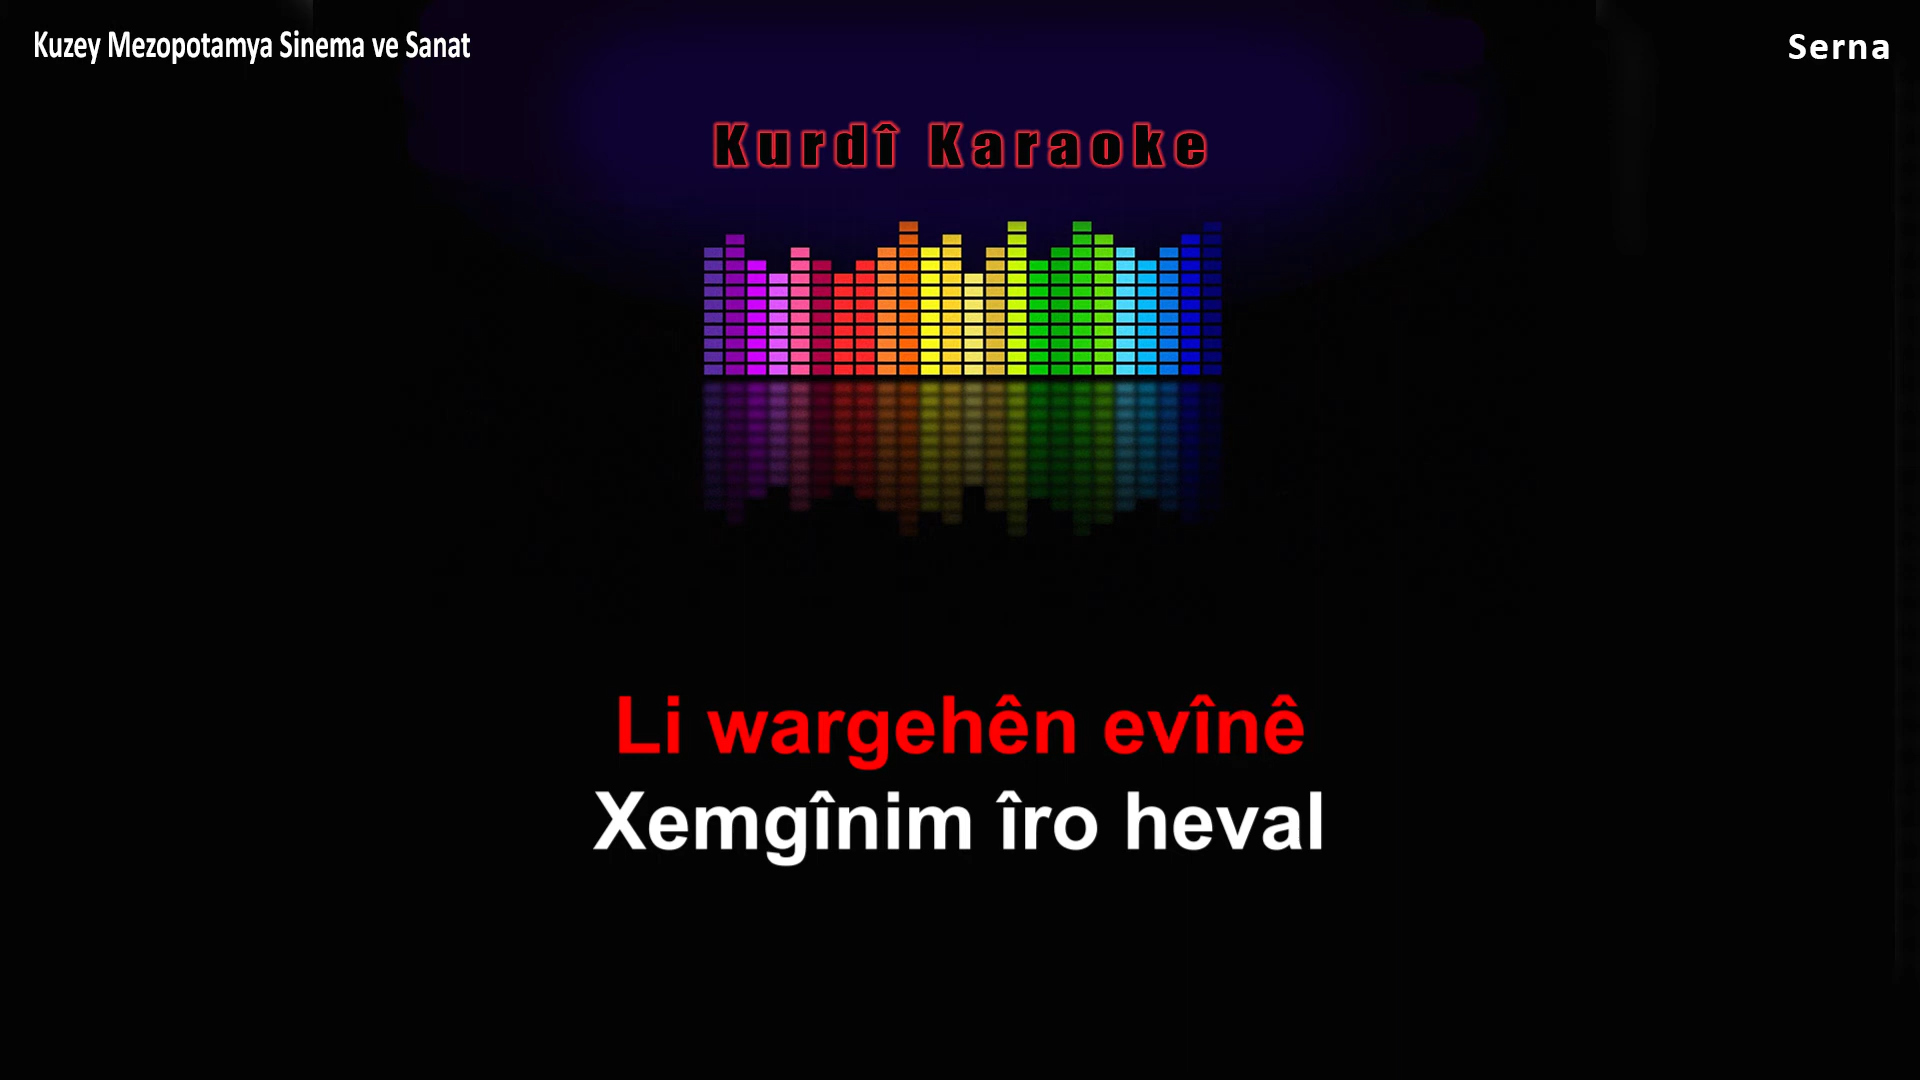 Kuzey Mezopotamya Sinema ve Sanat
Serna
Kurdî Karaoke
Li wargehên evînê
Xemgînim îro heval